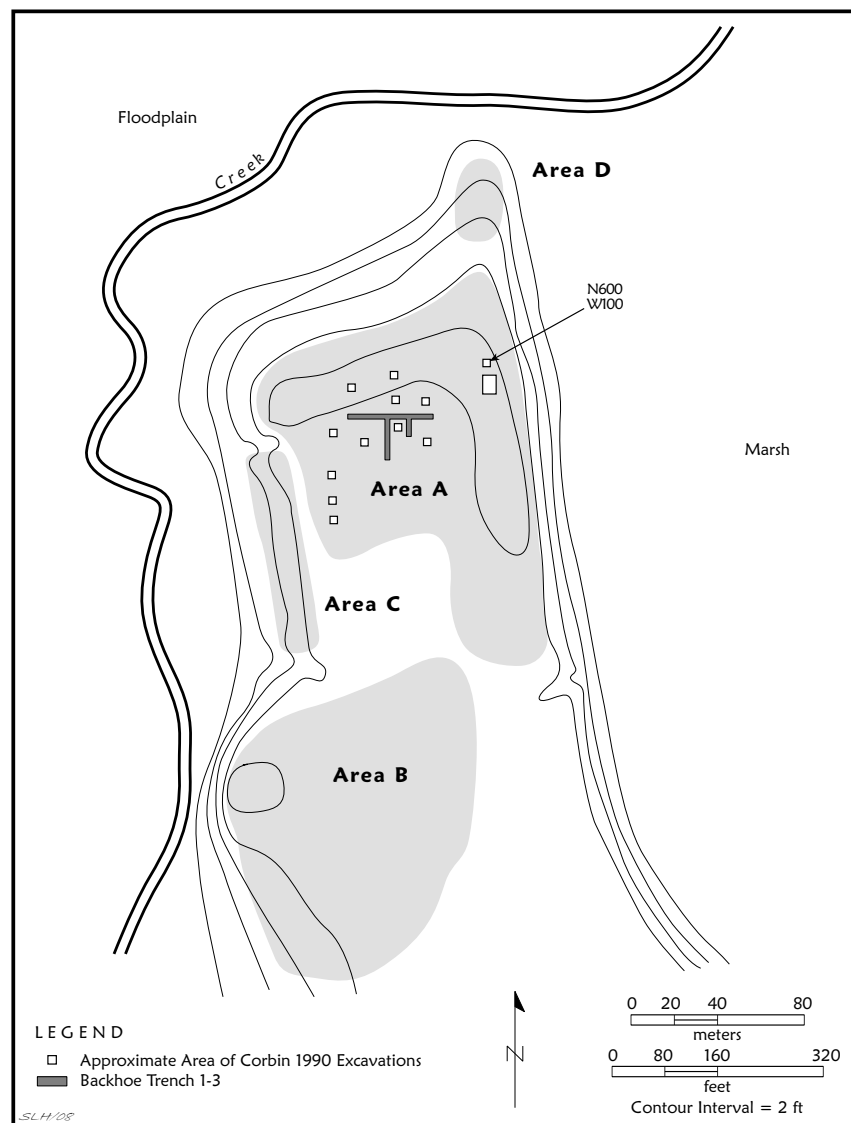 Floodplain
Creek
Area D
N600
W100
Marsh
Area A
Area C
Area B
LEGEND
Approximate Area of Corbin 1990 Excavations
Backhoe Trench 1-3
N
0 20 40 80
meters
0 80 160 320
feet
Contour Interval = 2 ft
SLH/08